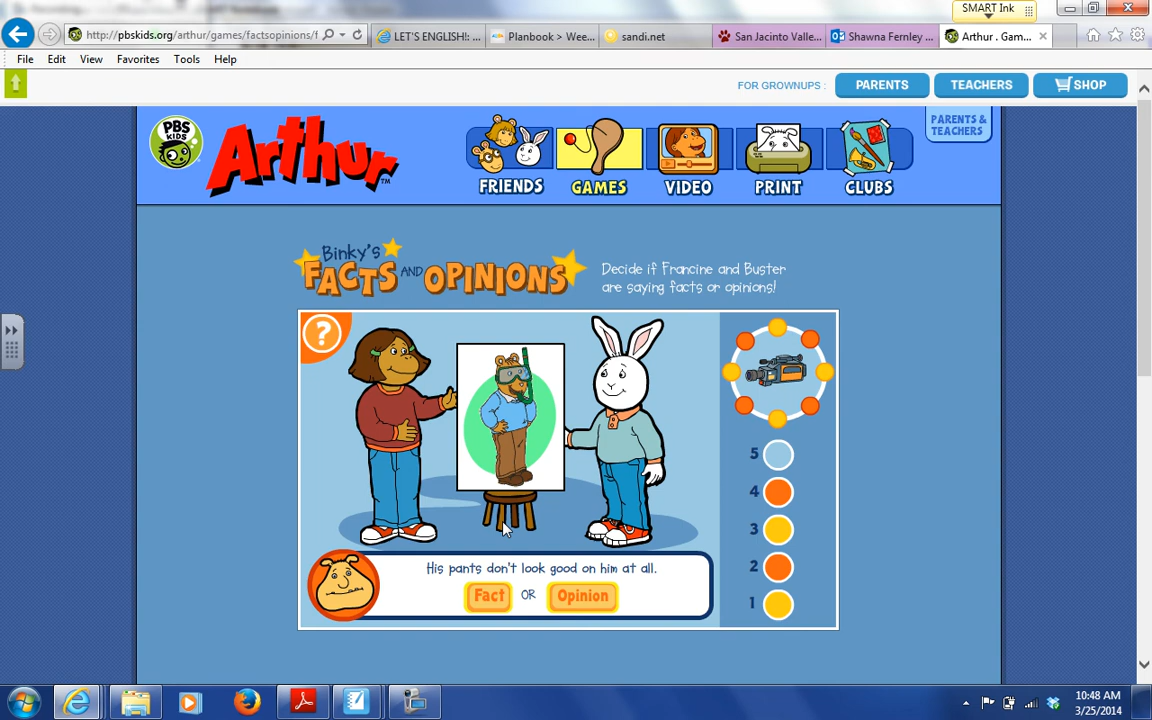 SMART Ink
http://pbskids.org/arthur/games/factsopinions/f
LET'S ENGLISH!: ...
Planbook > Wee...
sandi.net
San Jacinto Valle...
Shawna Fernley ...
Arthur . Gam...
File Edit View Favorites Tools Help
FOR GROWNUPS : PARENTS TEACHERS SHOP
PBS KIDS
Arthur™
FRIENDS GAMES VIDEO PRINT CLUBS
PARENTS &
TEACHERS
Binky's
FACTS AND OPINIONS
Decide if Francine and Buster
are saying facts or opinions!
?
5
4
3
2
1
His pants don't look good on him at all.
Fact OR Opinion
10:48 AM
3/25/2014